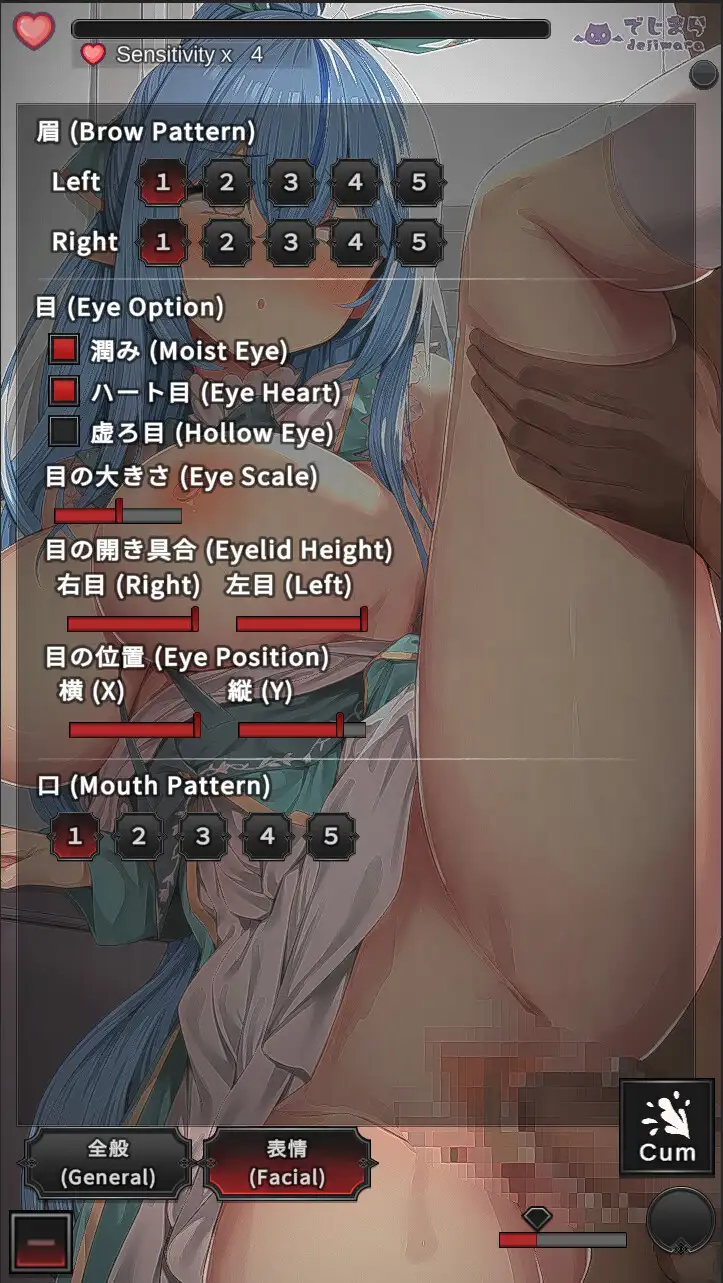 でじまら
dejiwara
Sensitivity x 4
眉 (Brow Pattern)
Left 1 2 3 4 5
Right 1 2 3 4 5
目 (Eye Option)
潤み (Moist Eye)
ハート目 (Eye Heart)
虚ろ目 (Hollow Eye)
目の大きさ (Eye Scale)
目の開き具合 (Eyelid Height)
右目 (Right) 左目 (Left)
目の位置 (Eye Position)
横 (X) 縦 (Y)
口 (Mouth Pattern)
1 2 3 4 5
Cum
全般 表情
(General) (Facial)